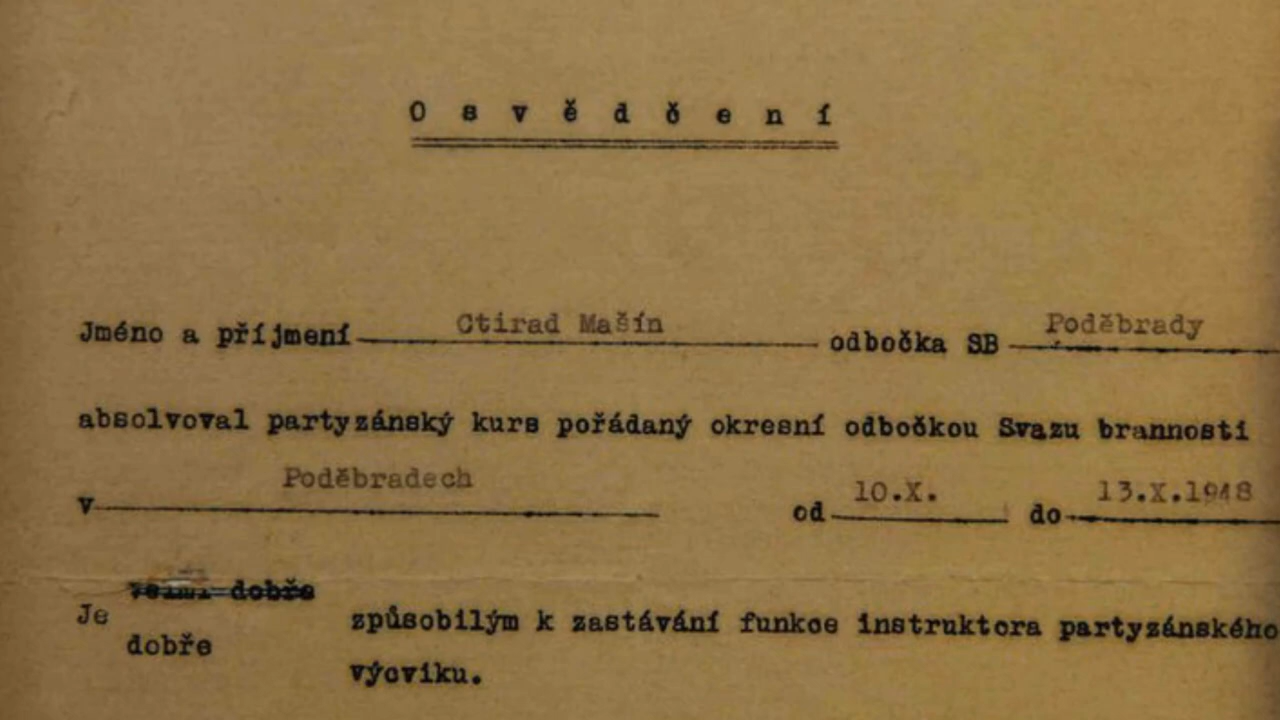 O s v ě d č e n í
Jméno a příjmení Ctirad Mašín odbočka SB Poděbrady
absolvoval partyzánský kurs pořádaný okresní odbočkou Svazu brannosti
v Poděbradech od 10.X. do 13.X.1948
velmi dobře
Je způsobilým k zastávání funkce instruktora partyzánského
dobře výcviku.